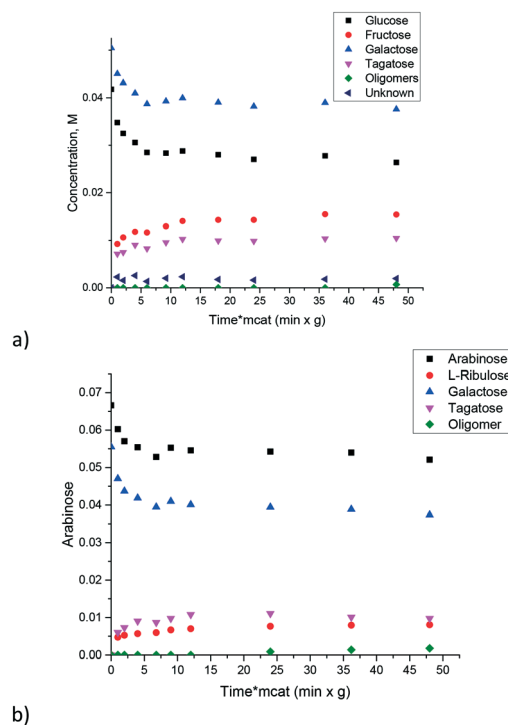 Glucose
Fructose
Galactose
Tagatose
Oligomers
Unknown
Concentration, M
0.04
0.02
0.00
0 5 10 15 20 25 30 35 40 45 50
Time*mcat (min x g)
a)
Arabinose
L-Ribulose
Galactose
Tagatose
Oligomer
Arabinose
0.07
0.06
0.05
0.04
0.03
0.02
0.01
0.00
0 5 10 15 20 25 30 35 40 45 50
Time*mcat (min x g)
b)